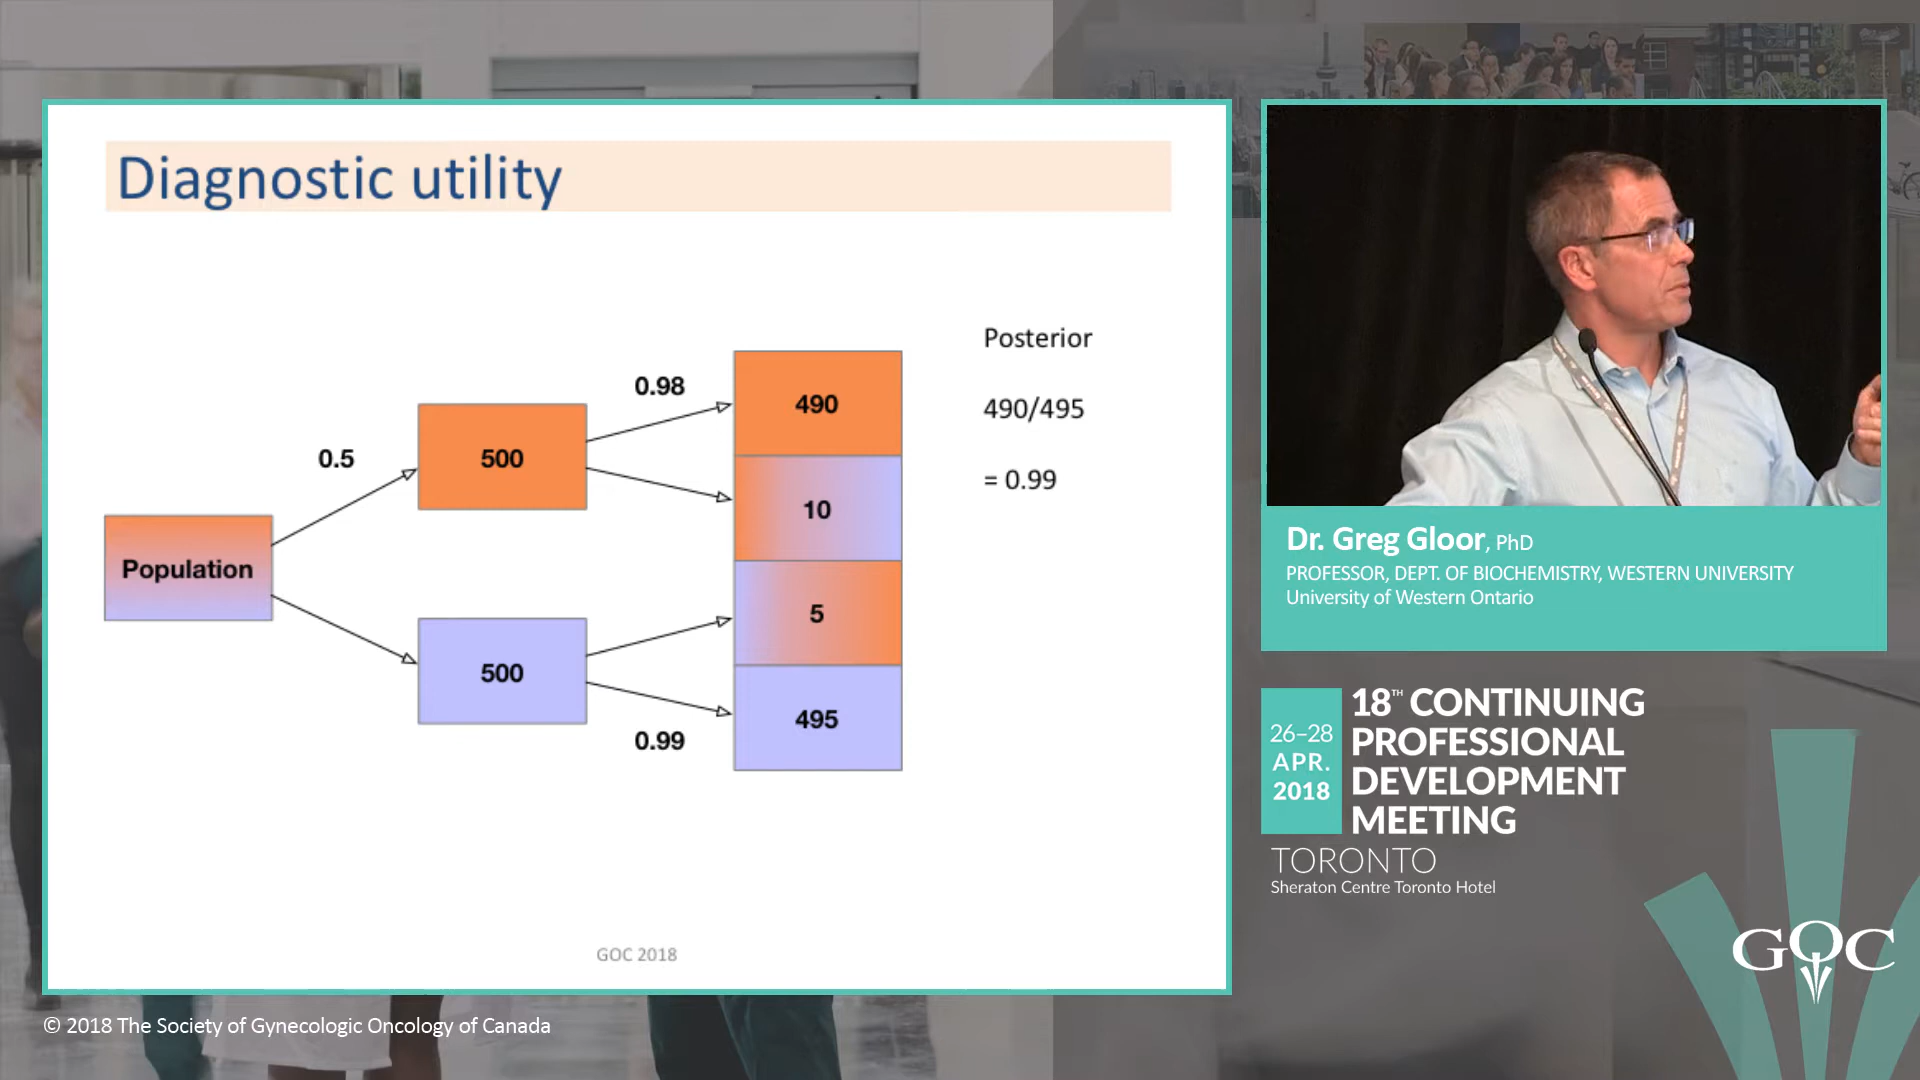 Diagnostic utility
Population
0.5
500
500
0.98
0.99
490
10
5
495
Posterior
490/495
= 0.99
GOC 2018
© 2018 The Society of Gynecologic Oncology of Canada
Dr. Greg Gloor, PhD
PROFESSOR, DEPT. OF BIOCHEMISTRY, WESTERN UNIVERSITY
University of Western Ontario
26–28
APR.
2018
18TH CONTINUING
PROFESSIONAL
DEVELOPMENT
MEETING
TORONTO
Sheraton Centre Toronto Hotel
GOC